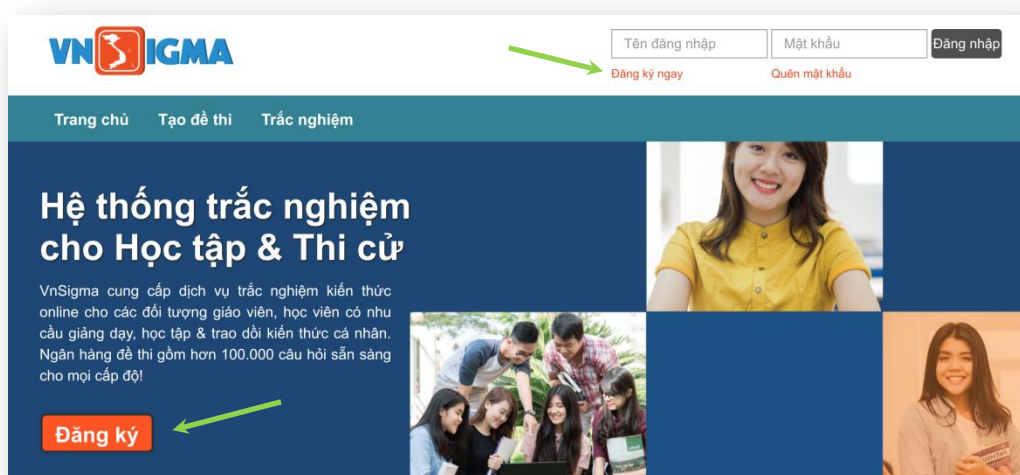 VNSIGMA
Tên đăng nhập Mật khẩu Đăng nhập
Đăng ký ngay Quên mật khẩu
Trang chủ Tạo đề thi Trắc nghiệm
Hệ thống trắc nghiệm
cho Học tập & Thi cử
VnSigma cung cấp dịch vụ trắc nghiệm kiến thức
online cho các đối tượng giáo viên, học viên có nhu
cầu giảng dạy, học tập & trao dồi kiến thức cá nhân.
Ngân hàng đề thi gồm hơn 100.000 câu hỏi sẵn sàng
cho mọi cấp độ!
Đăng ký